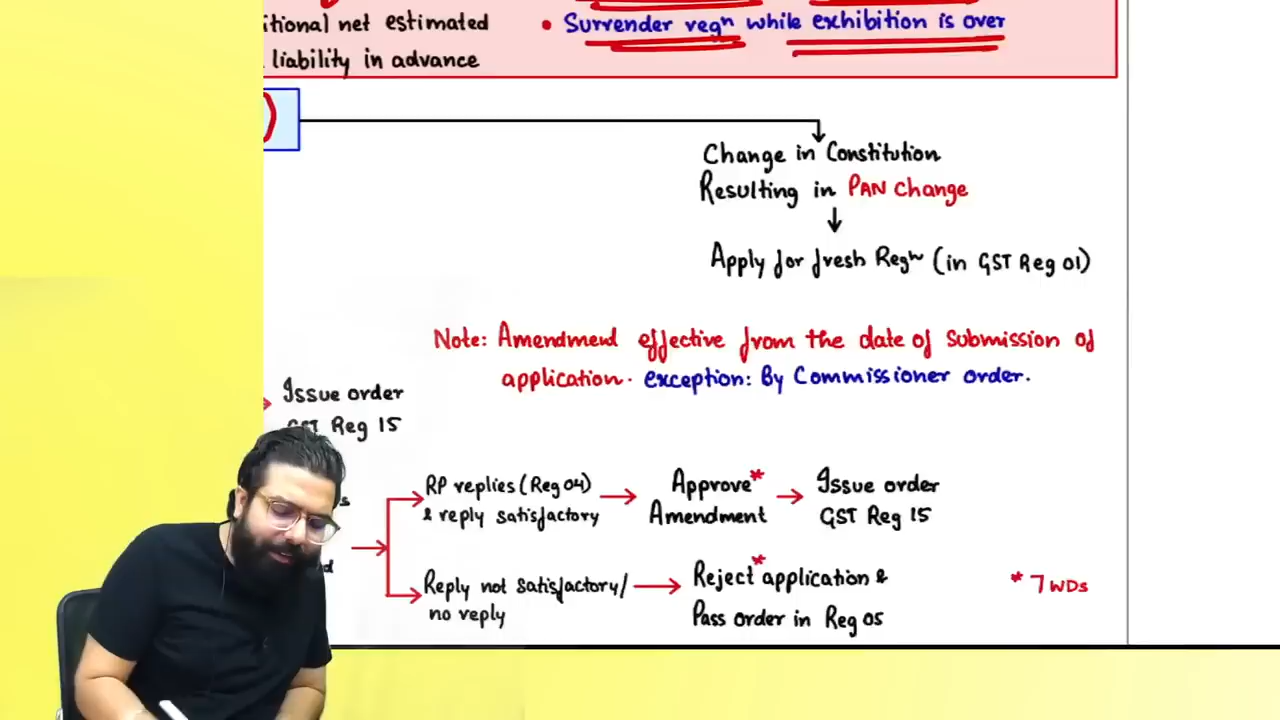 itional net estimated
liability in advance
• Surrender regⁿ while exhibition is over
)
Change in Constitution
Resulting in PAN change
Apply for fresh Regⁿ (in GST Reg 01)
Note: Amendment effective from the date of submission of
application. exception: By Commissioner order.
Issue order
GST Reg 15
RP replies (Reg 04)
& reply satisfactory
Approve*
Amendment
Issue order
GST Reg 15
Reply not satisfactory/
no reply
Reject* application &
Pass order in Reg 05
* 7 WDs